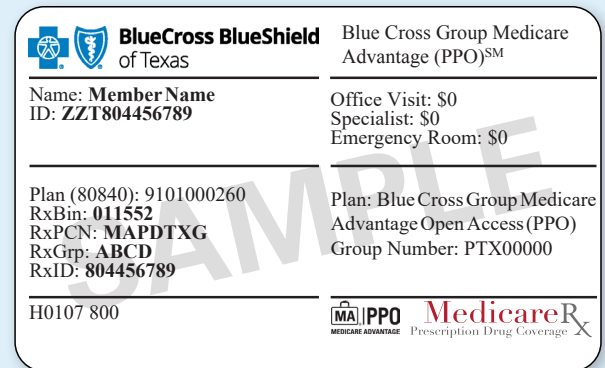 BlueCross BlueShield
of Texas
Blue Cross Group Medicare
Advantage (PPO)SM
Name: Member Name
ID: ZZT804456789
Office Visit: $0
Specialist: $0
Emergency Room: $0
SAMPLE
Plan (80840): 9101000260
RxBin: 011552
RxPCN: MAPDTXG
RxGrp: ABCD
RxID: 804456789
Plan: Blue Cross Group Medicare
Advantage Open Access (PPO)
Group Number: PTX00000
H0107 800
MA PPO
MEDICARE ADVANTAGE
MedicareRx
Prescription Drug Coverage